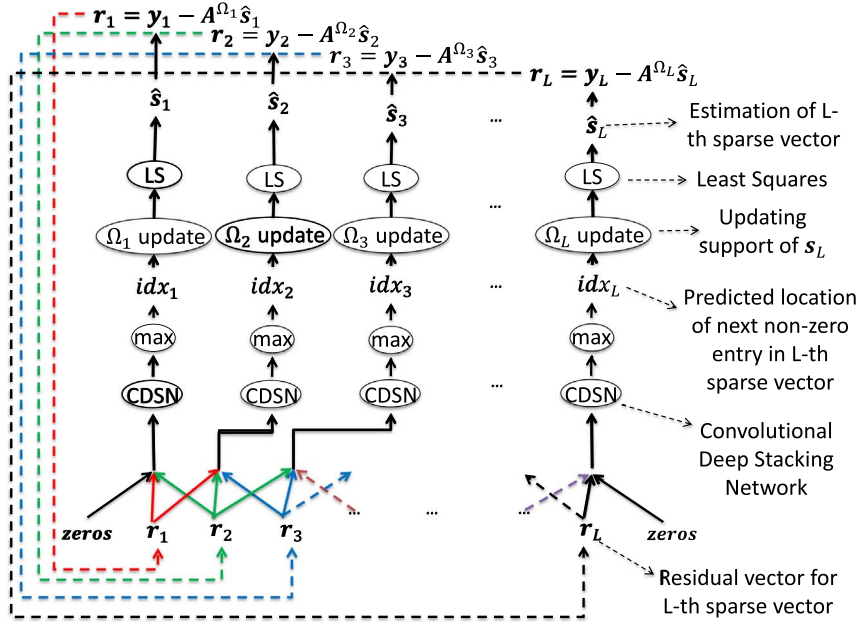 r₁ = y₁ − A^Ω₁ ŝ₁
r₂ = y₂ − A^Ω₂ ŝ₂
r₃ = y₃ − A^Ω₃ ŝ₃
r_L = y_L − A^Ω_L ŝ_L
ŝ₁ ŝ₂ ŝ₃ ... ŝ_L
Estimation of L-
th sparse vector
LS LS LS ... LS
Least Squares
Ω₁ update Ω₂ update Ω₃ update ... Ω_L update
Updating
support of s_L
idx₁ idx₂ idx₃ ... idx_L
Predicted location
of next non-zero
entry in L-th
sparse vector
max max max ... max
CDSN CDSN CDSN ... CDSN
Convolutional
Deep Stacking
Network
zeros r₁ r₂ r₃ ... ... ... r_L zeros
Residual vector for
L-th sparse vector